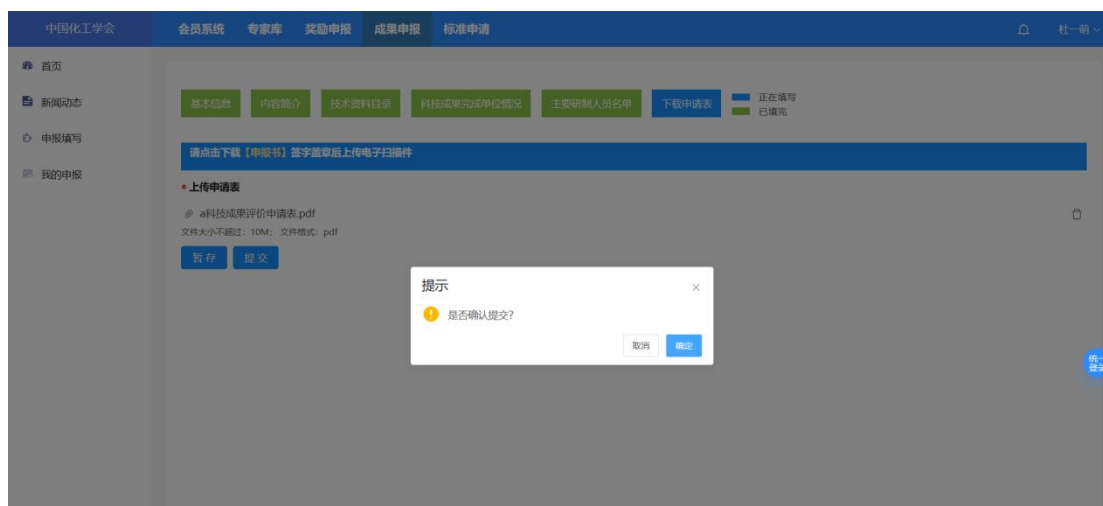 中国化工学会 会员系统 专家库 奖励申报 成果申报 标准申请 杜一萌
首页
新闻动态
申报填写
我的申报
基本信息 内容简介 技术资料目录 科技成果完成单位情况 主要研制人员名单 下载申请表 正在填写
已填完
请点击下载【申报书】签字盖章后上传电子扫描件
* 上传申请表
a科技成果评价申请表.pdf
文件大小不超过：10M； 文件格式：pdf
暂存 提交
提示
是否确认提交?
取消 确定
统一
登录